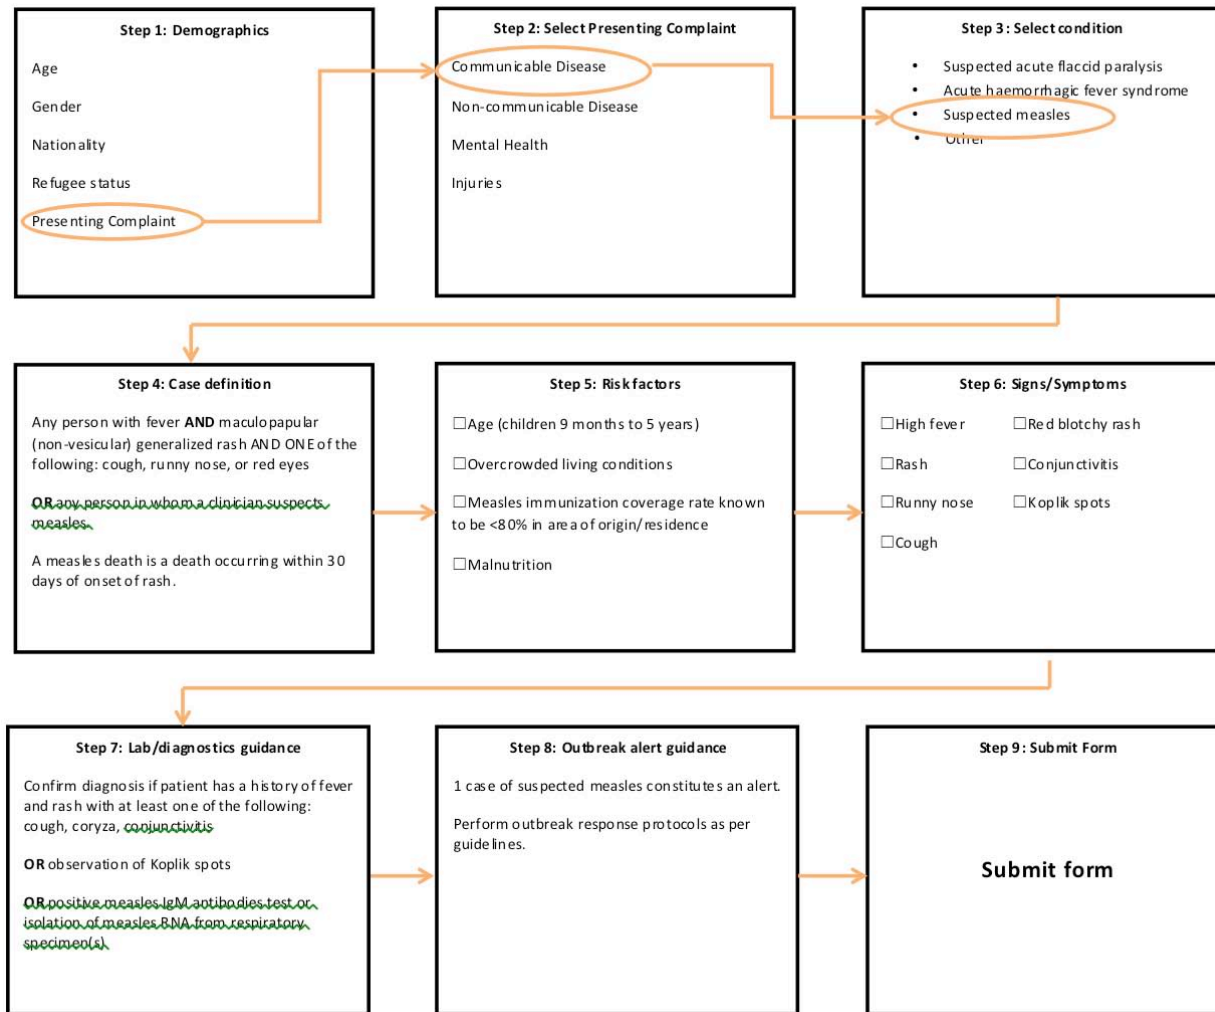 Step 1: Demographics
Age
Gender
Nationality
Refugee status
Presenting Complaint
Step 2: Select Presenting Complaint
Communicable Disease
Non-communicable Disease
Mental Health
Injuries
Step 3: Select condition
• Suspected acute flaccid paralysis
• Acute haemorrhagic fever syndrome
• Suspected measles
• Other
Step 4: Case definition
Any person with fever AND maculopapular
(non-vesicular) generalized rash AND ONE of the
following: cough, runny nose, or red eyes
OR any person in whom a clinician suspects
measles.
A measles death is a death occurring within 30
days of onset of rash.
Step 5: Risk factors
☐Age (children 9 months to 5 years)
☐Overcrowded living conditions
☐Measles immunization coverage rate known
to be <80% in area of origin/residence
☐Malnutrition
Step 6: Signs/Symptoms
☐High fever
☐Rash
☐Runny nose
☐Cough
☐Red blotchy rash
☐Conjunctivitis
☐Koplik spots
Step 7: Lab/diagnostics guidance
Confirm diagnosis if patient has a history of fever
and rash with at least one of the following:
cough, coryza, conjunctivitis
OR observation of Koplik spots
OR positive measles IgM antibodies test or
isolation of measles RNA from respiratory
specimen(s)
Step 8: Outbreak alert guidance
1 case of suspected measles constitutes an alert.
Perform outbreak response protocols as per
guidelines.
Step 9: Submit Form
Submit form